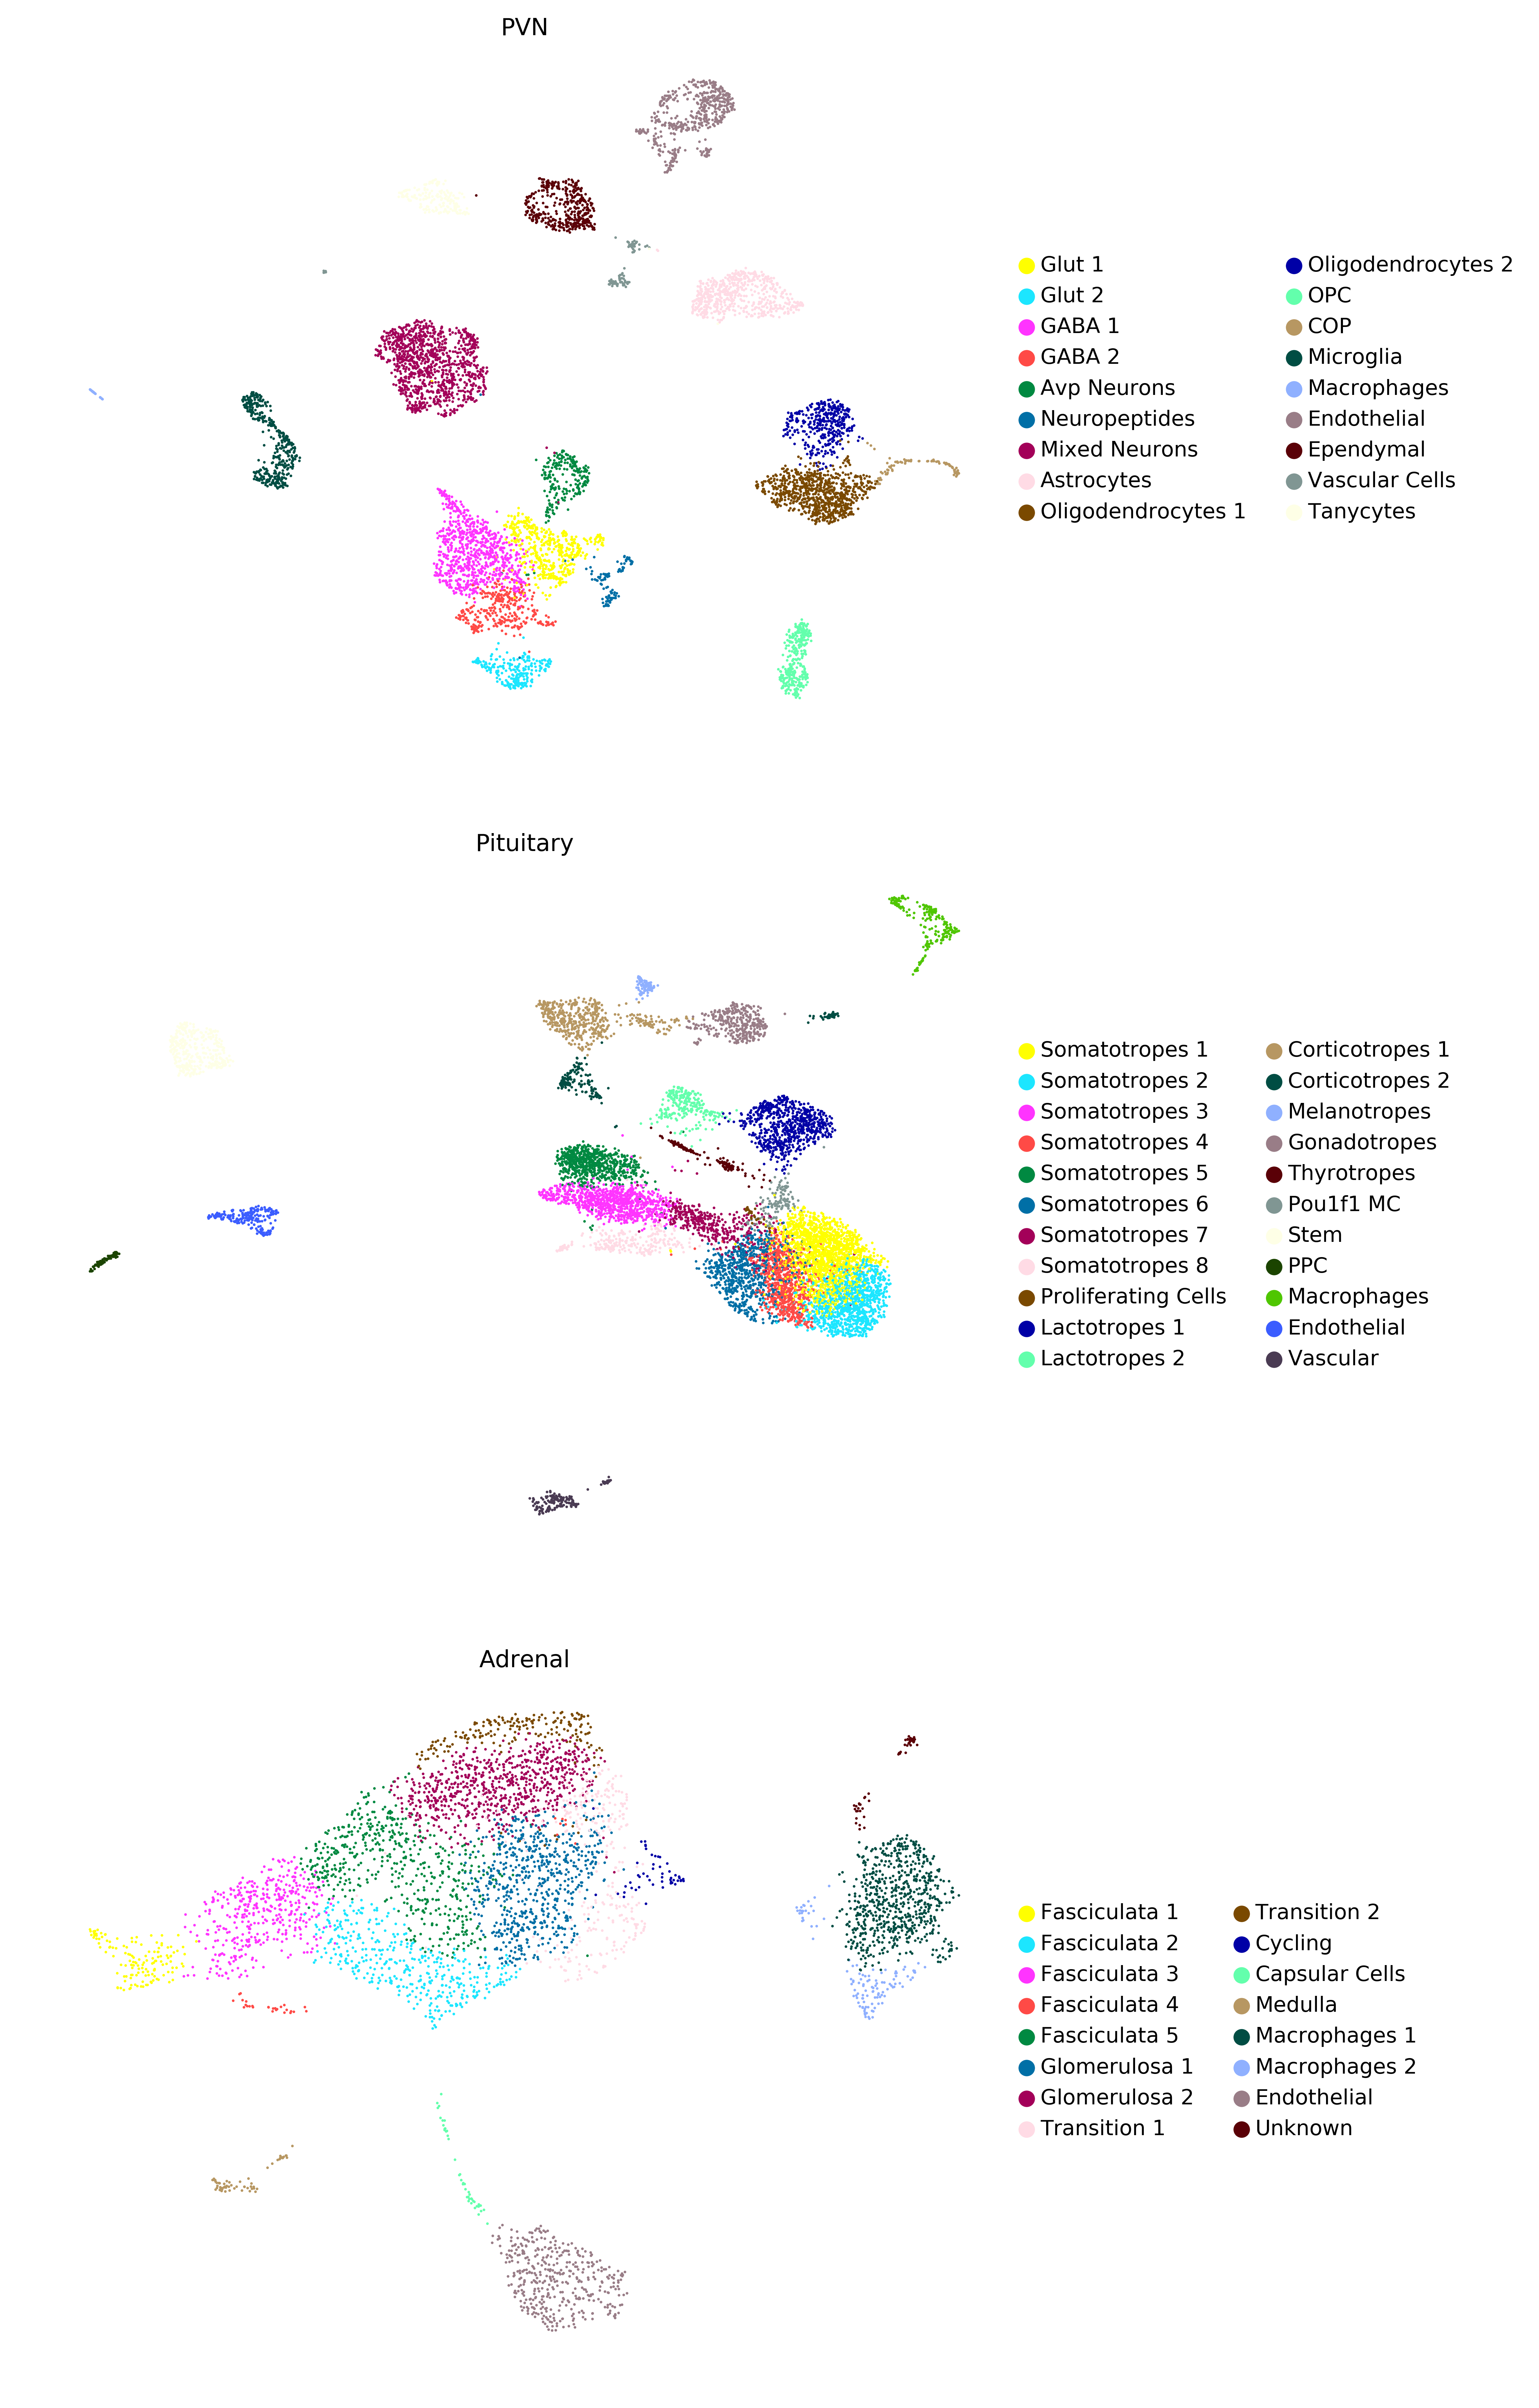 PVN
Glut 1
Glut 2
GABA 1
GABA 2
Avp Neurons
Neuropeptides
Mixed Neurons
Astrocytes
Oligodendrocytes 1
Oligodendrocytes 2
OPC
COP
Microglia
Macrophages
Endothelial
Ependymal
Vascular Cells
Tanycytes
Pituitary
Somatotropes 1
Somatotropes 2
Somatotropes 3
Somatotropes 4
Somatotropes 5
Somatotropes 6
Somatotropes 7
Somatotropes 8
Proliferating Cells
Lactotropes 1
Lactotropes 2
Corticotropes 1
Corticotropes 2
Melanotropes
Gonadotropes
Thyrotropes
Pou1f1 MC
Stem
PPC
Macrophages
Endothelial
Vascular
Adrenal
Fasciculata 1
Fasciculata 2
Fasciculata 3
Fasciculata 4
Fasciculata 5
Glomerulosa 1
Glomerulosa 2
Transition 1
Transition 2
Cycling
Capsular Cells
Medulla
Macrophages 1
Macrophages 2
Endothelial
Unknown